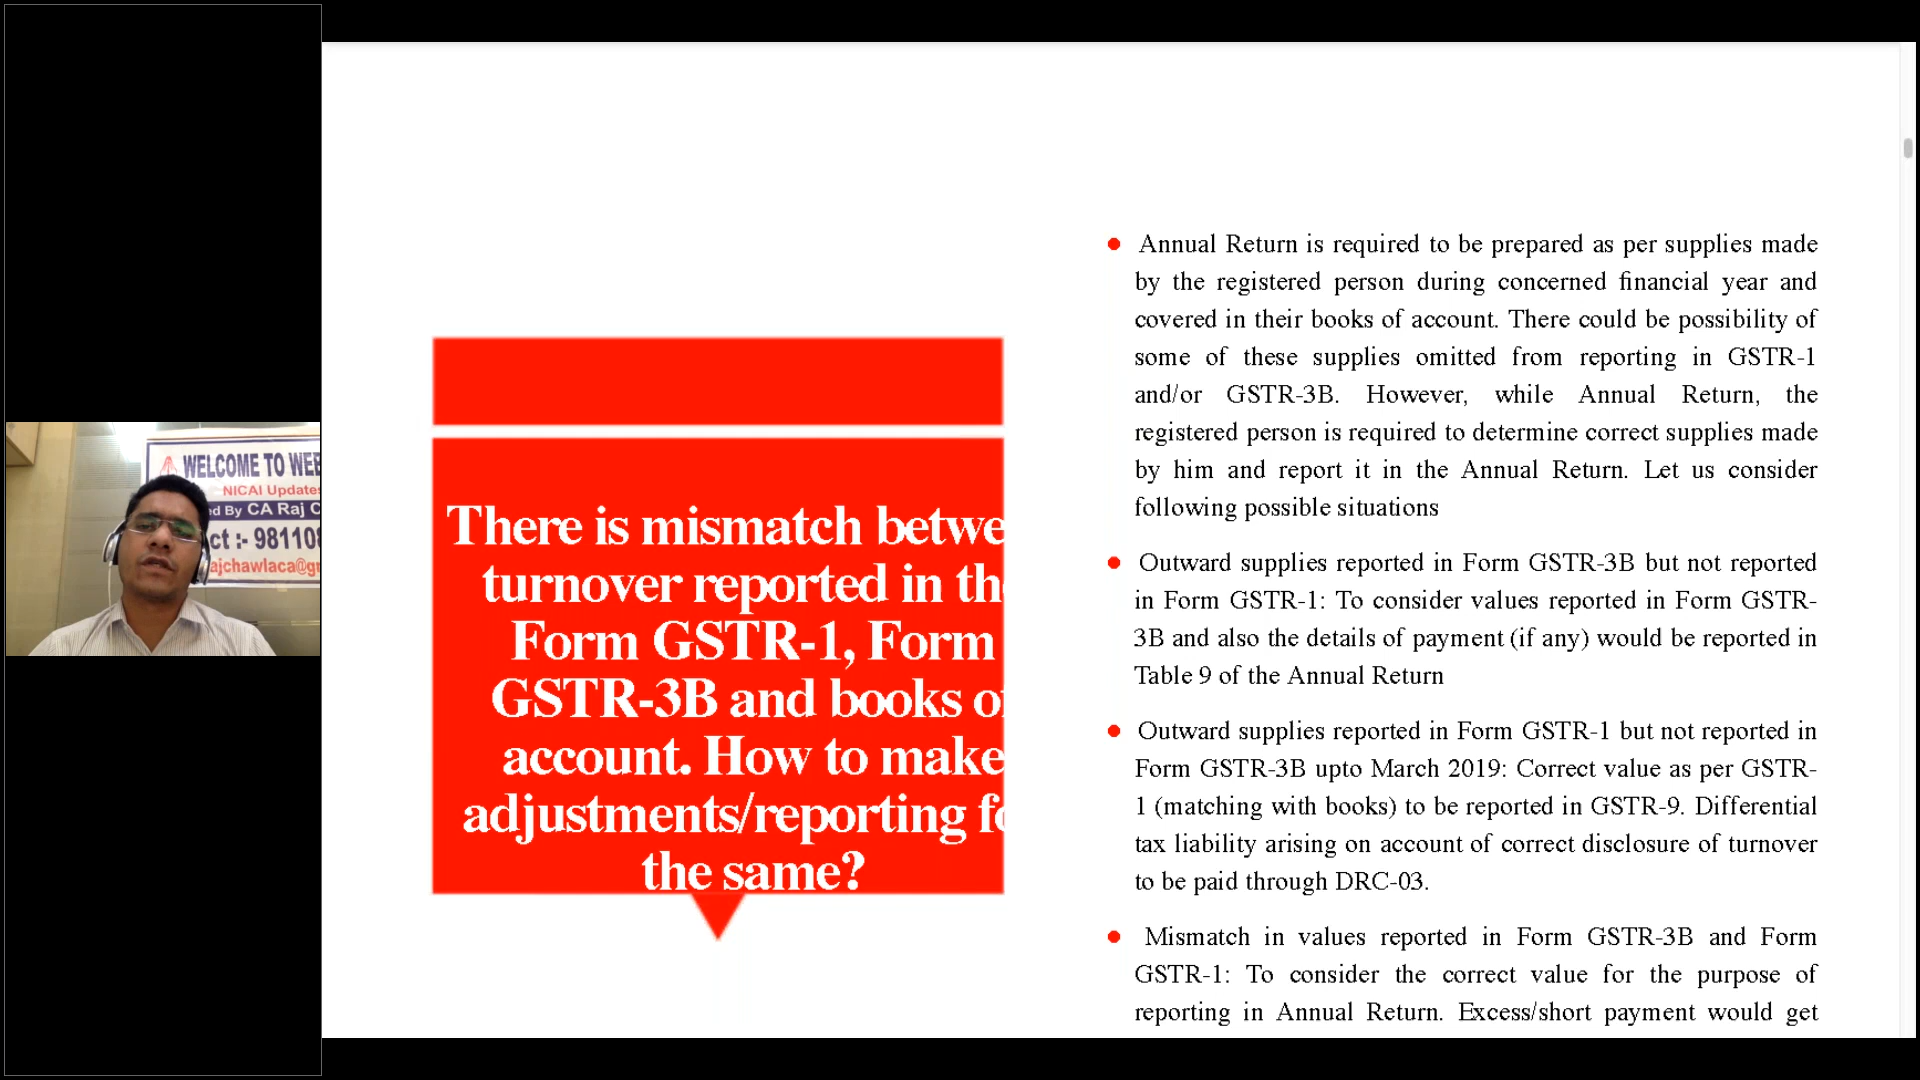 WELCOME TO WEB
NICAI Updates
ed By CA Raj C
ct :- 98110
ajchawlaca@g
There is mismatch betwe
turnover reported in th
Form GSTR-1, Form
GSTR-3B and books o
account. How to make
adjustments/reporting fo
the same?
Annual Return is required to be prepared as per supplies made
by the registered person during concerned financial year and
covered in their books of account. There could be possibility of
some of these supplies omitted from reporting in GSTR-1
and/or GSTR-3B. However, while Annual Return, the
registered person is required to determine correct supplies made
by him and report it in the Annual Return. Let us consider
following possible situations
Outward supplies reported in Form GSTR-3B but not reported
in Form GSTR-1: To consider values reported in Form GSTR-
3B and also the details of payment (if any) would be reported in
Table 9 of the Annual Return
Outward supplies reported in Form GSTR-1 but not reported in
Form GSTR-3B upto March 2019: Correct value as per GSTR-
1 (matching with books) to be reported in GSTR-9. Differential
tax liability arising on account of correct disclosure of turnover
to be paid through DRC-03.
Mismatch in values reported in Form GSTR-3B and Form
GSTR-1: To consider the correct value for the purpose of
reporting in Annual Return. Excess/short payment would get